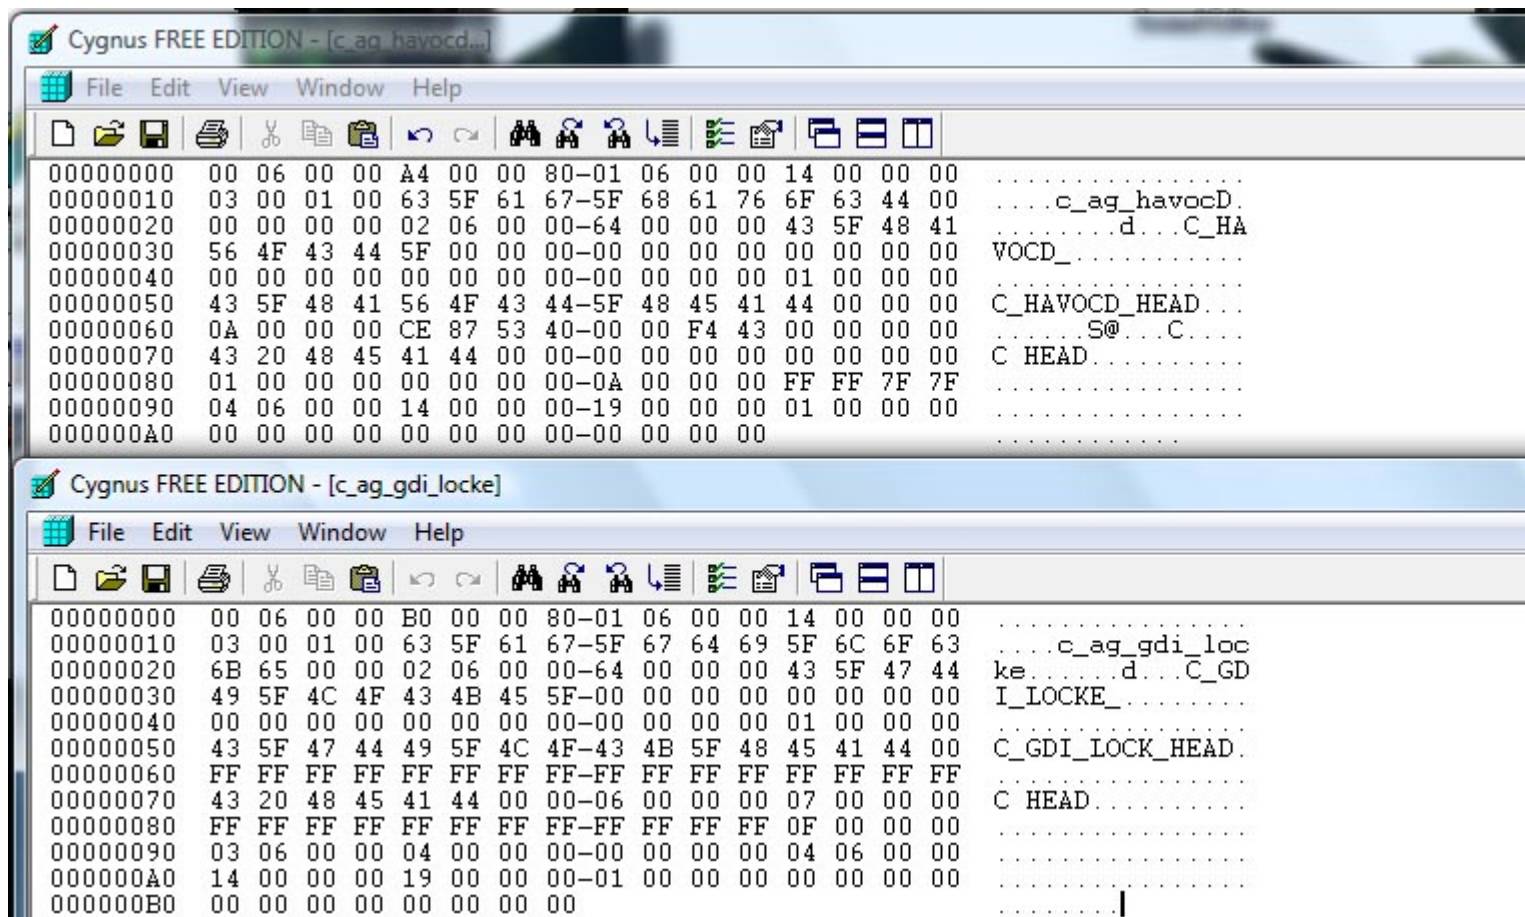 Cygnus FREE EDITION - [c_ag_havocd...]
File Edit View Window Help
00000000 00 06 00 00 A4 00 00 80-01 06 00 00 14 00 00 00 ................
00000010 03 00 01 00 63 5F 61 67-5F 68 61 76 6F 63 44 00 ....c_ag_havocD.
00000020 00 00 00 00 02 06 00 00-64 00 00 00 43 5F 48 41 ........d...C_HA
00000030 56 4F 43 44 5F 00 00 00-00 00 00 00 00 00 00 00 VOCD_...........
00000040 00 00 00 00 00 00 00 00-00 00 00 00 01 00 00 00 ................
00000050 43 5F 48 41 56 4F 43 44-5F 48 45 41 44 00 00 00 C_HAVOCD_HEAD...
00000060 0A 00 00 00 CE 87 53 40-00 00 F4 43 00 00 00 00 ......S@...C....
00000070 43 20 48 45 41 44 00 00-00 00 00 00 00 00 00 00 C HEAD..........
00000080 01 00 00 00 00 00 00 00-0A 00 00 00 FF FF 7F 7F ................
00000090 04 06 00 00 14 00 00 00-19 00 00 00 01 00 00 00 ................
000000A0 00 00 00 00 00 00 00 00-00 00 00 00 ............
Cygnus FREE EDITION - [c_ag_gdi_locke]
File Edit View Window Help
00000000 00 06 00 00 B0 00 00 80-01 06 00 00 14 00 00 00 ................
00000010 03 00 01 00 63 5F 61 67-5F 67 64 69 5F 6C 6F 63 ....c_ag_gdi_loc
00000020 6B 65 00 00 02 06 00 00-64 00 00 00 43 5F 47 44 ke......d...C_GD
00000030 49 5F 4C 4F 43 4B 45 5F-00 00 00 00 00 00 00 00 I_LOCKE_........
00000040 00 00 00 00 00 00 00 00-00 00 00 00 01 00 00 00 ................
00000050 43 5F 47 44 49 5F 4C 4F-43 4B 5F 48 45 41 44 00 C_GDI_LOCK_HEAD.
00000060 FF FF FF FF FF FF FF FF-FF FF FF FF FF FF FF FF ................
00000070 43 20 48 45 41 44 00 00-06 00 00 00 07 00 00 00 C HEAD..........
00000080 FF FF FF FF FF FF FF FF-FF FF FF FF 0F 00 00 00 ................
00000090 03 06 00 00 04 00 00 00-00 00 00 00 04 06 00 00 ................
000000A0 14 00 00 00 19 00 00 00-01 00 00 00 00 00 00 00 ................
000000B0 00 00 00 00 00 00 00 00 ........